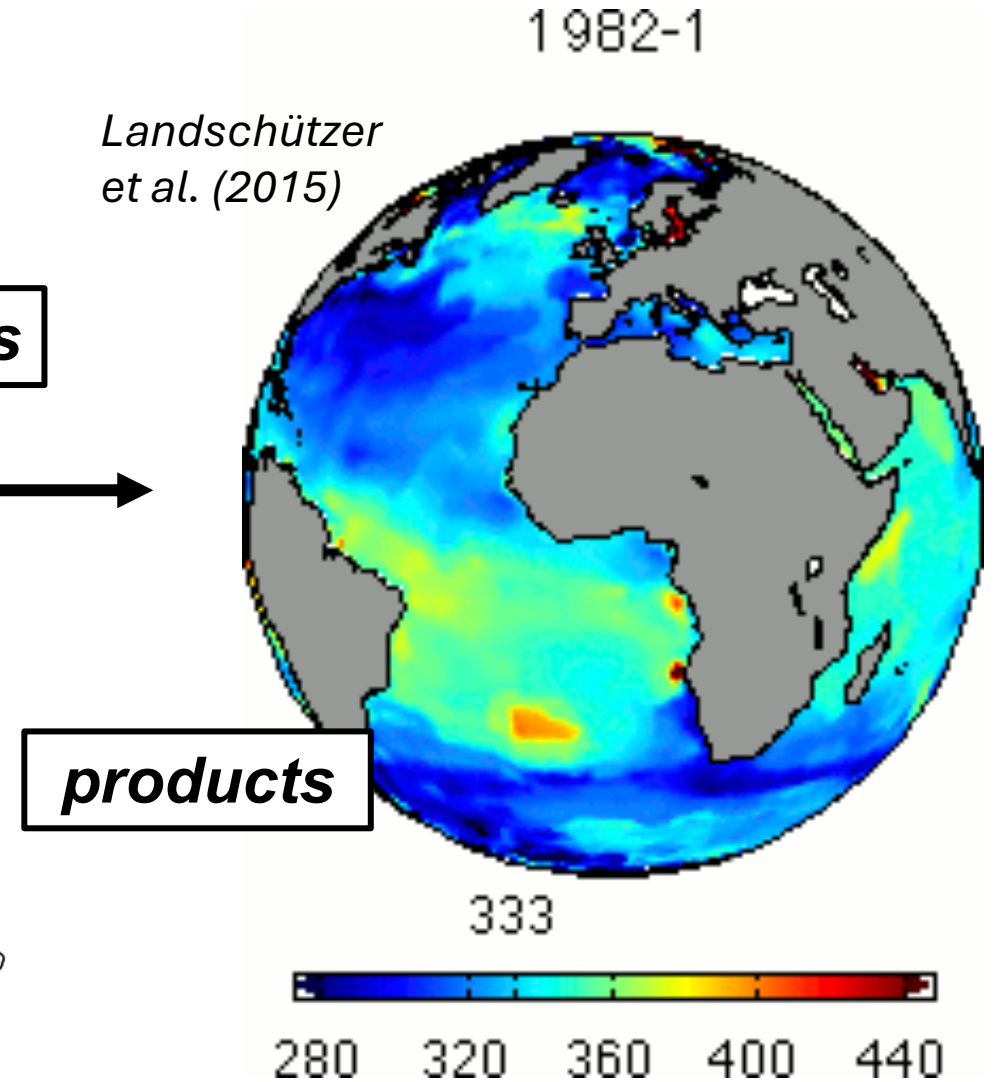 1982-1
Landschützer
et al. (2015)
s
products
333
280 320 360 400 440